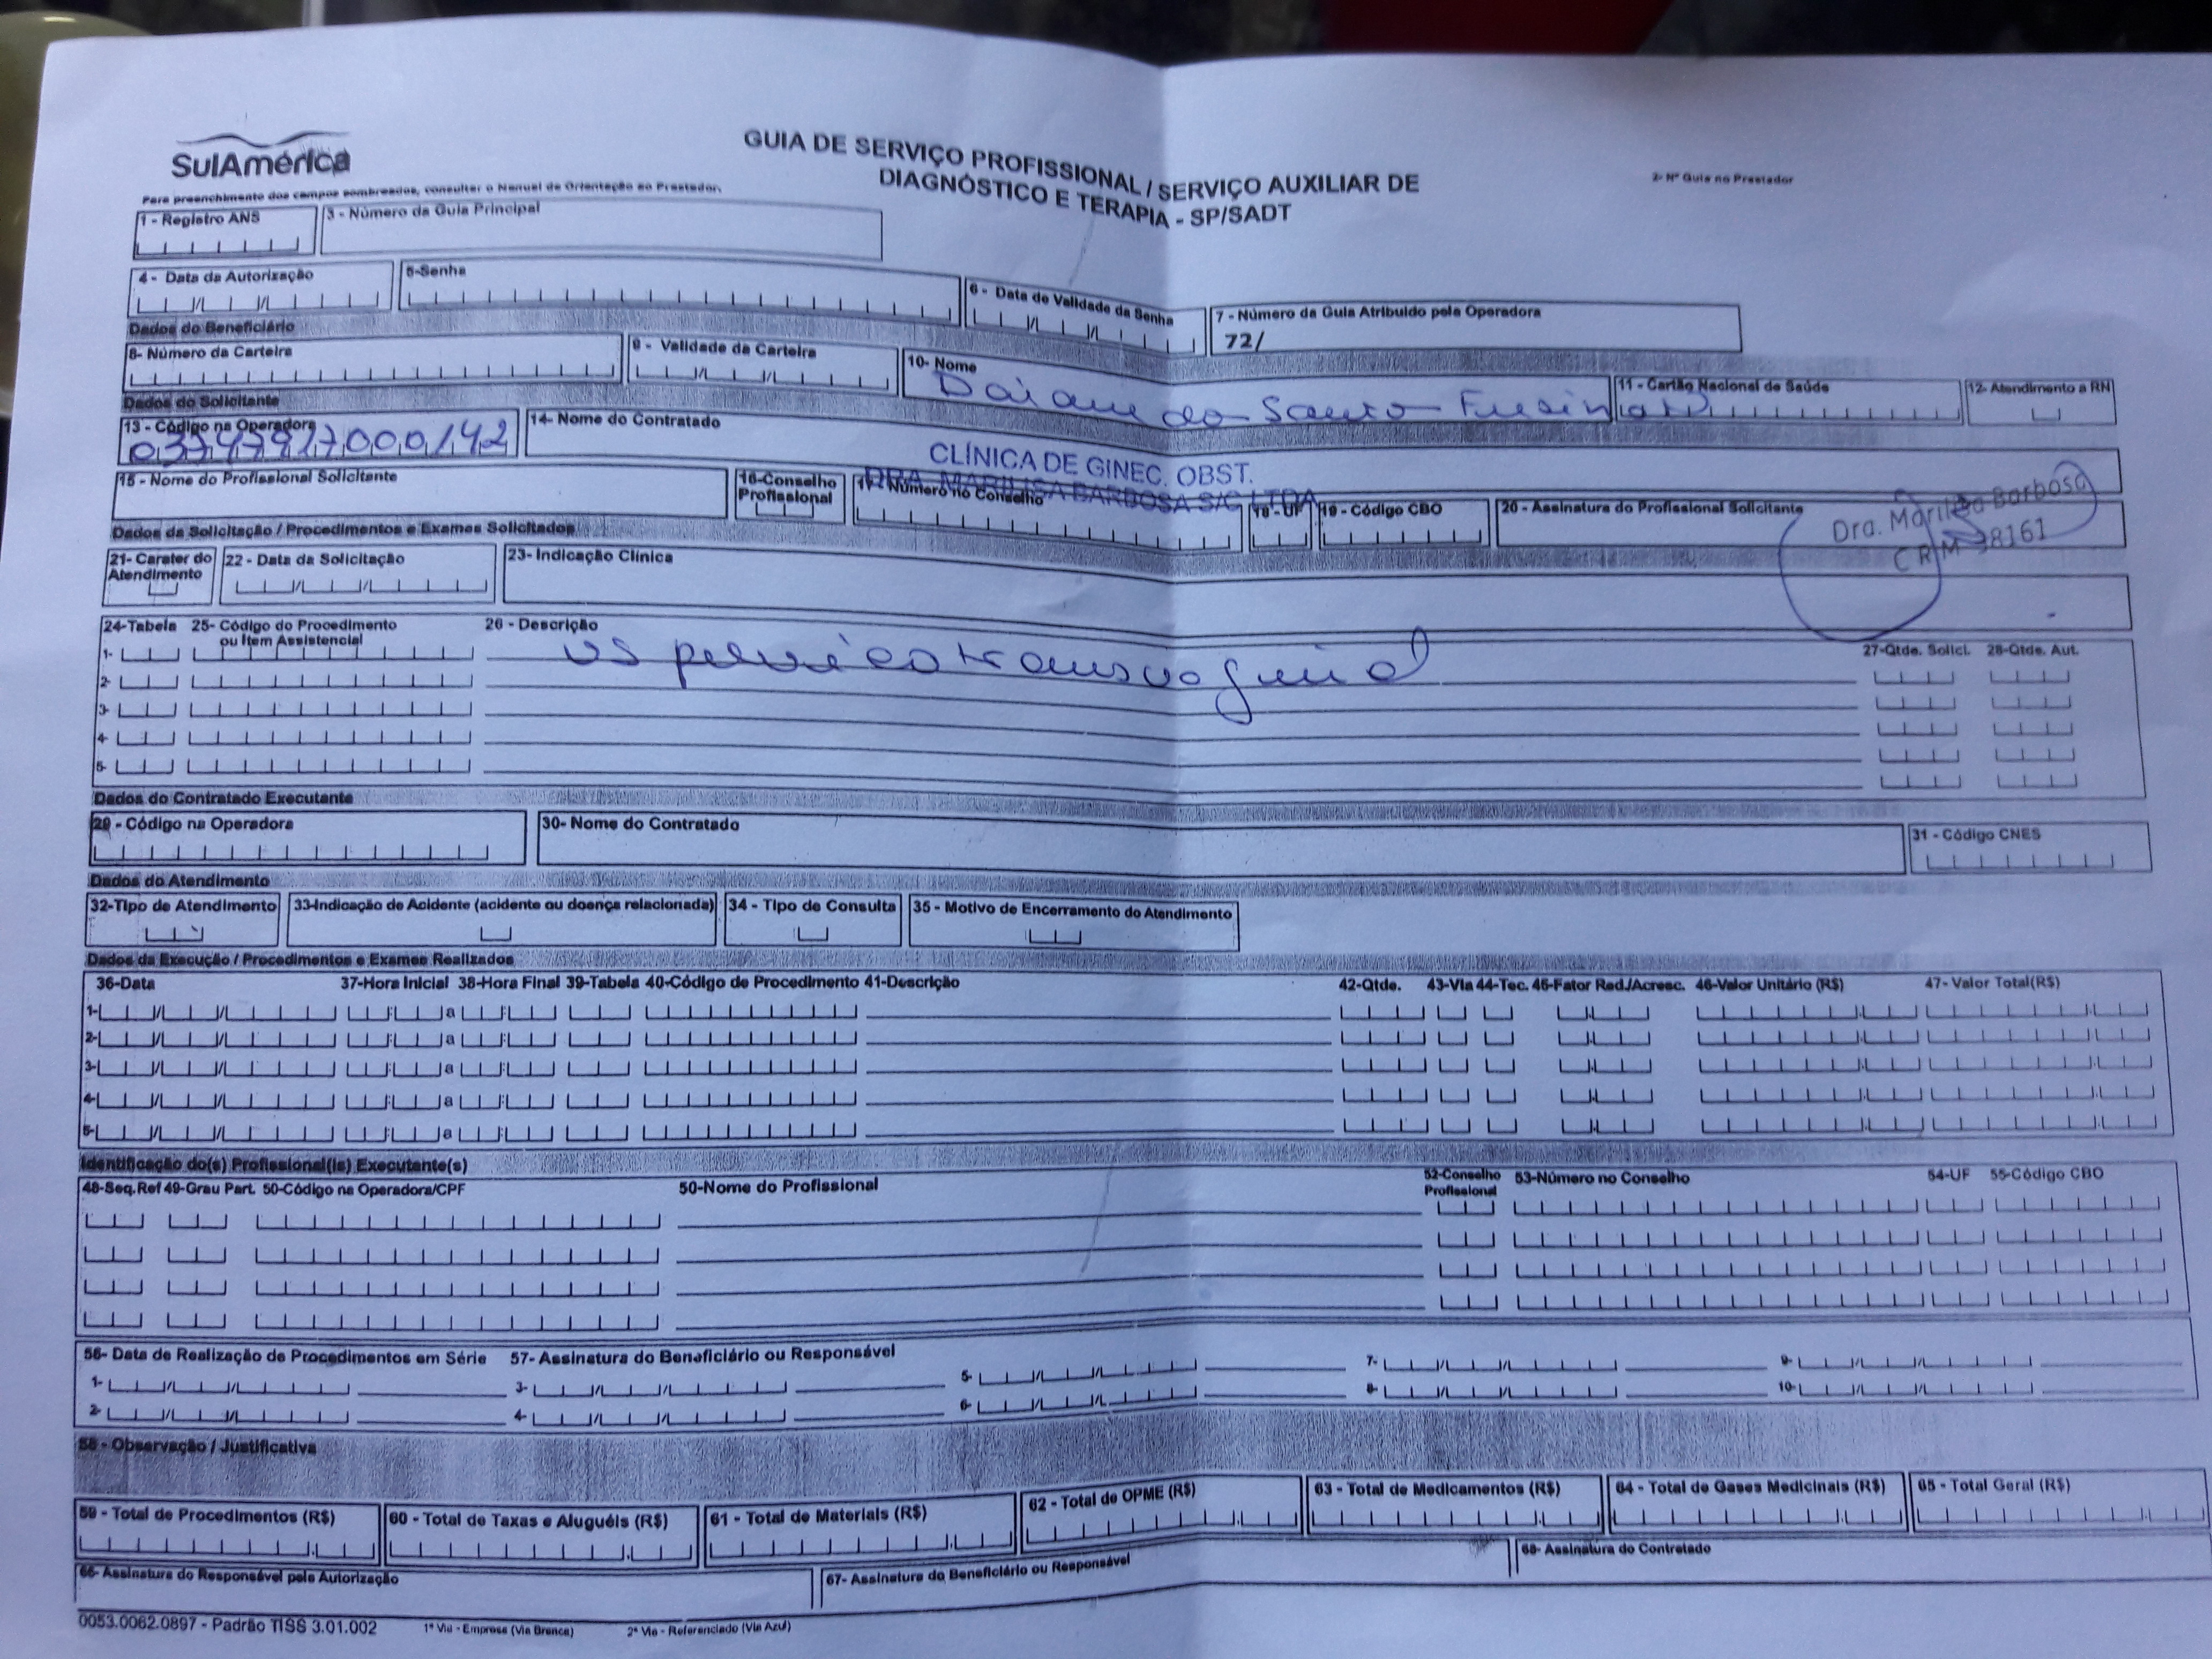 SulAmérica
GUIA DE SERVIÇO PROFISSIONAL / SERVIÇO AUXILIAR DE
DIAGNÓSTICO E TERAPIA - SP/SADT
2- Nº Guia no Prestador
Para preenchimento dos campos sombreados, consultar o Manual de Orientação ao Prestador.
1 - Registro ANS
3 - Número da Guia Principal
4 - Data da Autorização
5-Senha
6 - Data de Validade da Senha
7 - Número da Guia Atribuído pela Operadora
72/
Dados do Beneficiário
8- Número da Carteira
9 - Validade da Carteira
10- Nome
11 - Cartão Nacional de Saúde
12- Atendimento a RN
Daiane dos Santos
Dados do Solicitante
13 - Código na Operadora
14- Nome do Contratado
CLÍNICA DE GINEC. OBST.
15 - Nome do Profissional Solicitante
16-Conselho Profissional
17- Número no Conselho
18 - UF
19 - Código CBO
20 - Assinatura do Profissional Solicitante
Dra. Marilisa Barbosa
CRM 98161
Dados da Solicitação / Procedimentos e Exames Solicitados
21- Carater do Atendimento
22 - Data da Solicitação
23- Indicação Clínica
24-Tabela 25- Código do Procedimento ou Item Assistencial
26 - Descrição
27-Qtde. Solici. 28-Qtde. Aut.
1-
US pelvico transvaginal
2-
3-
4-
5-
Dados do Contratado Executante
29 - Código na Operadora
30- Nome do Contratado
31 - Código CNES
Dados do Atendimento
32-Tipo de Atendimento
33-Indicação de Acidente (acidente ou doença relacionada)
34 - Tipo de Consulta
35 - Motivo de Encerramento do Atendimento
Dados da Execução / Procedimentos e Exames Realizados
36-Data 37-Hora Inicial 38-Hora Final 39-Tabela 40-Código de Procedimento 41-Descrição 42-Qtde. 43-Via 44-Tec. 45-Fator Red./Acresc. 46-Valor Unitário (R$) 47- Valor Total(R$)
1-
2-
3-
4-
5-
Identificação do(s) Profissional(is) Executante(s)
48-Seq.Ref 49-Grau Part. 50-Código na Operadora/CPF 50-Nome do Profissional 52-Conselho Profissional 53-Número no Conselho 54-UF 55-Código CBO
56- Data de Realização de Procedimentos em Série 57- Assinatura do Beneficiário ou Responsável
1- 3- 5- 7- 9-
2- 4- 6- 8- 10-
58 - Observação / Justificativa
59 - Total de Procedimentos (R$)
60 - Total de Taxas e Aluguéis (R$)
61 - Total de Materiais (R$)
62 - Total de OPME (R$)
63 - Total de Medicamentos (R$)
64 - Total de Gases Medicinais (R$)
65 - Total Geral (R$)
66- Assinatura do Responsável pela Autorização
67- Assinatura do Beneficiário ou Responsável
68- Assinatura do Contratado
0053.0062.0897 - Padrão TISS 3.01.002
1ª Via - Empresa (Via Branca)
2ª Via - Referenciado (Via Azul)